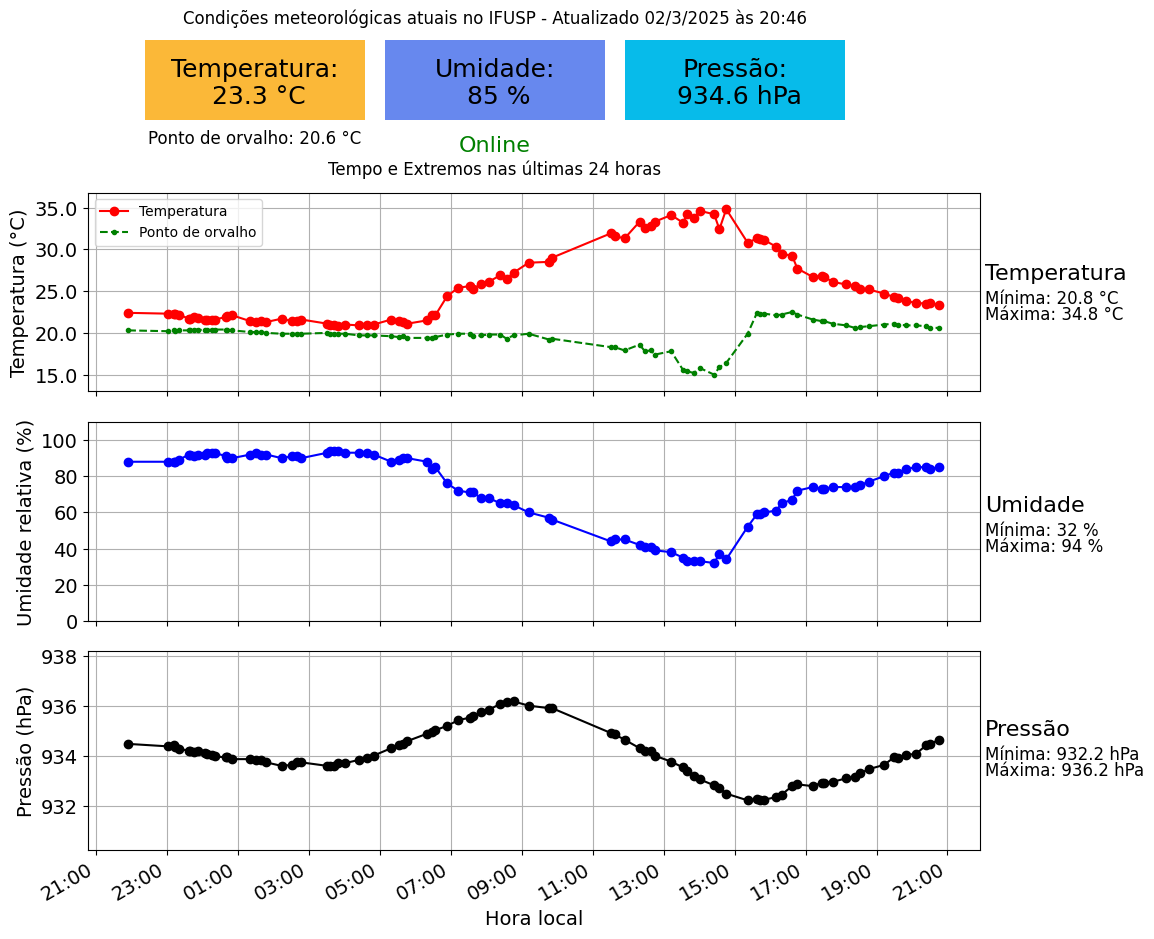 Condições meteorológicas atuais no IFUSP - Atualizado 02/3/2025 às 20:46
Temperatura:
23.3 °C
Umidade:
85 %
Pressão:
934.6 hPa
Ponto de orvalho: 20.6 °C
Online
Tempo e Extremos nas últimas 24 horas
Temperatura (°C)
35.0
30.0
25.0
20.0
15.0
Temperatura
Ponto de orvalho
Temperatura
Mínima: 20.8 °C
Máxima: 34.8 °C
Umidade relativa (%)
100
80
60
40
20
0
Umidade
Mínima: 32 %
Máxima: 94 %
Pressão (hPa)
938
936
934
932
Pressão
Mínima: 932.2 hPa
Máxima: 936.2 hPa
21:00 23:00 01:00 03:00 05:00 07:00 09:00 11:00 13:00 15:00 17:00 19:00 21:00
Hora local